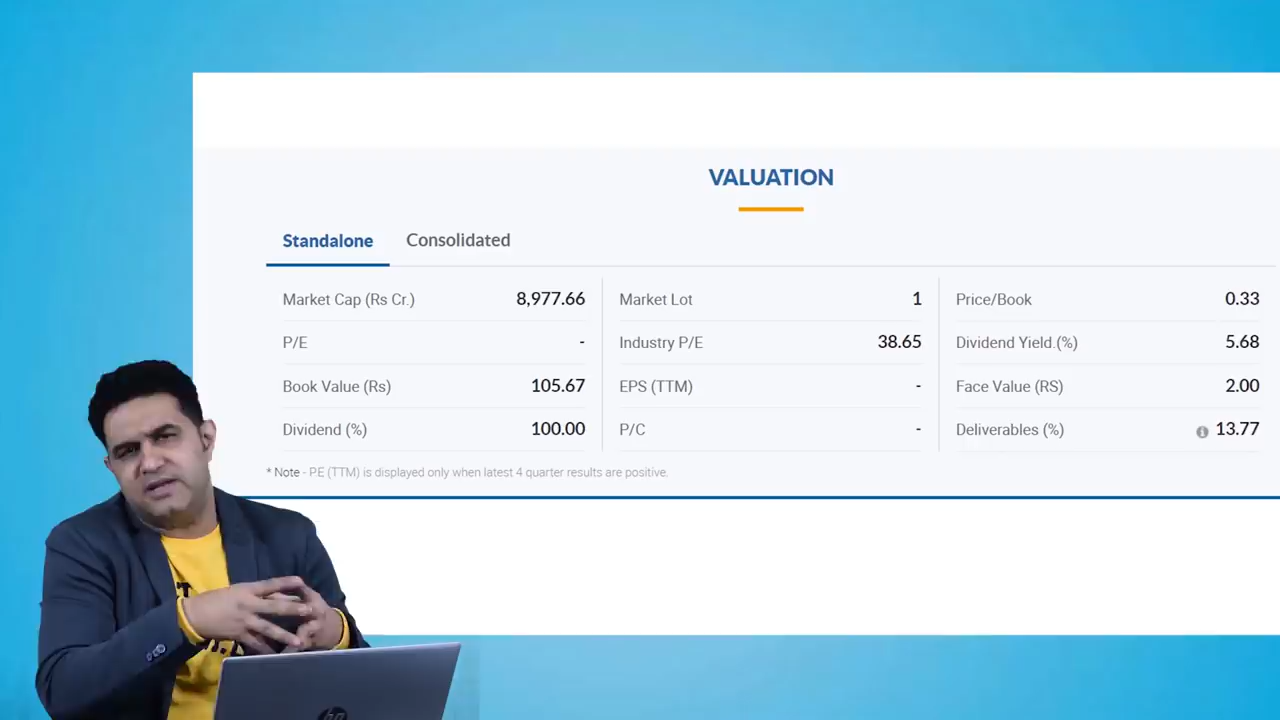 VALUATION
Standalone Consolidated
Market Cap (Rs Cr.) 8,977.66 Market Lot 1 Price/Book 0.33
P/E - Industry P/E 38.65 Dividend Yield.(%) 5.68
Book Value (Rs) 105.67 EPS (TTM) - Face Value (RS) 2.00
Dividend (%) 100.00 P/C - Deliverables (%) 13.77
* Note - PE (TTM) is displayed only when latest 4 quarter results are positive.
hp